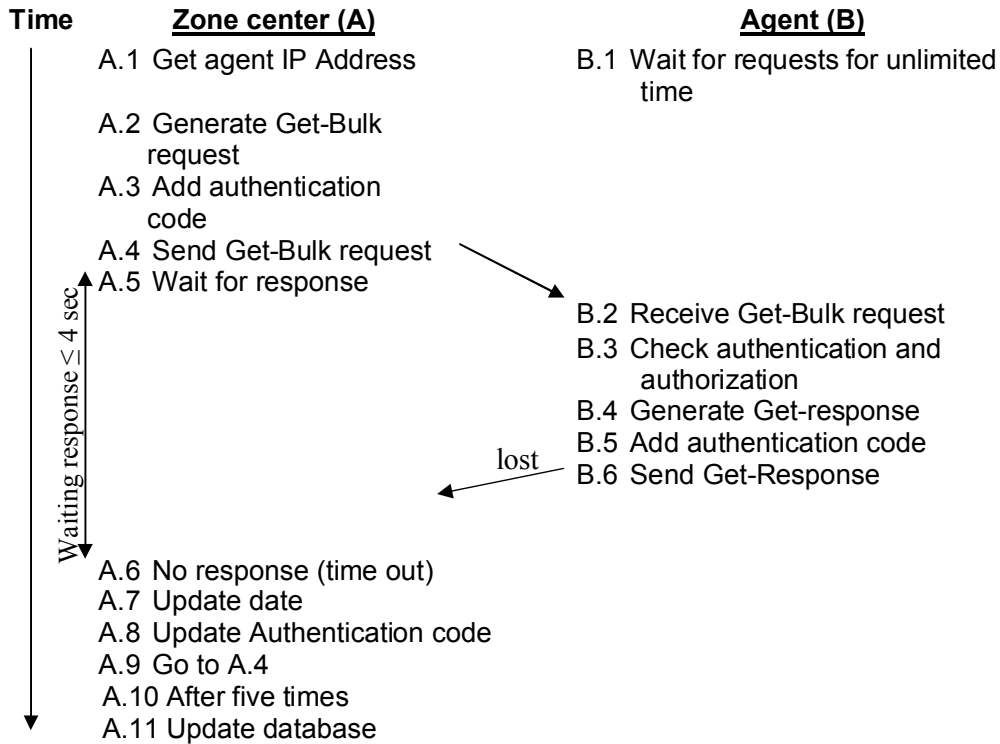 Time Zone center (A) Agent (B)
A.1 Get agent IP Address
B.1 Wait for requests for unlimited
time
A.2 Generate Get-Bulk
request
A.3 Add authentication
code
A.4 Send Get-Bulk request
A.5 Wait for response
Waiting response ≤ 4 sec
B.2 Receive Get-Bulk request
B.3 Check authentication and
authorization
B.4 Generate Get-response
B.5 Add authentication code
lost
B.6 Send Get-Response
A.6 No response (time out)
A.7 Update date
A.8 Update Authentication code
A.9 Go to A.4
A.10 After five times
A.11 Update database